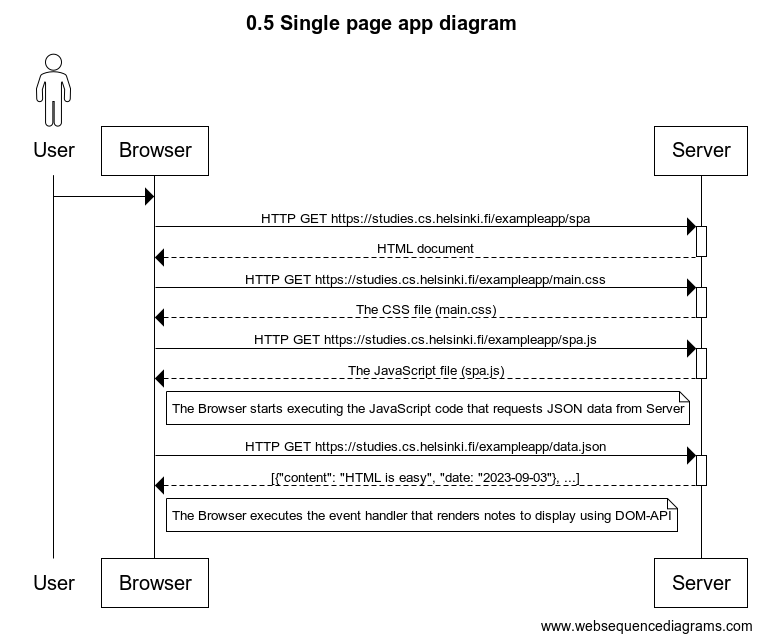 0.5 Single page app diagram
User
Browser
Server
HTTP GET https://studies.cs.helsinki.fi/exampleapp/spa
HTML document
HTTP GET https://studies.cs.helsinki.fi/exampleapp/main.css
The CSS file (main.css)
HTTP GET https://studies.cs.helsinki.fi/exampleapp/spa.js
The JavaScript file (spa.js)
The Browser starts executing the JavaScript code that requests JSON data from Server
HTTP GET https://studies.cs.helsinki.fi/exampleapp/data.json
[{"content": "HTML is easy", "date: "2023-09-03"}, ...]
The Browser executes the event handler that renders notes to display using DOM-API
User
Browser
Server
www.websequencediagrams.com